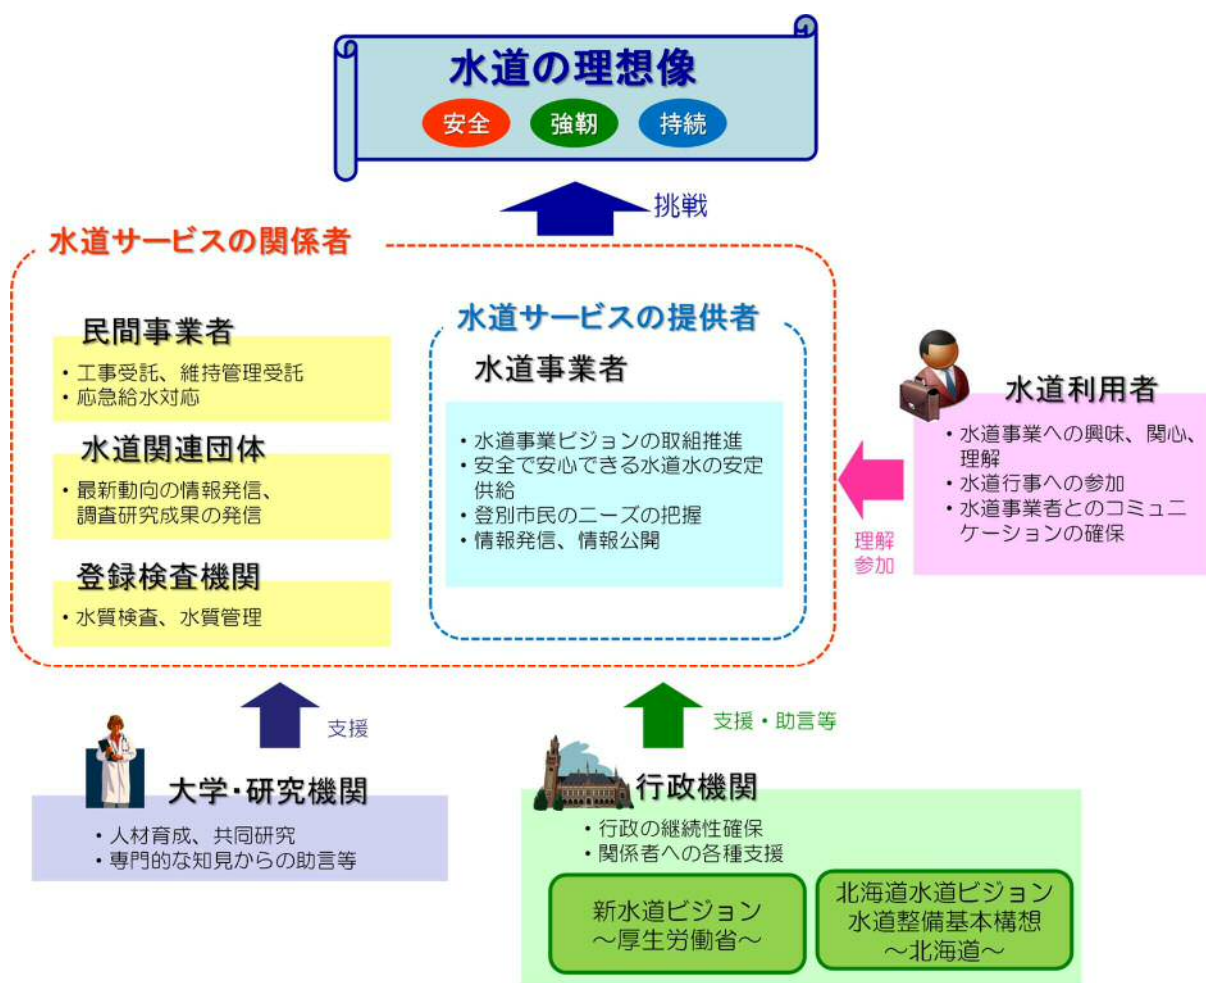 水道の理想像
安全
強靭
持続
挑戦
水道サービスの関係者
民間事業者
・工事受託、維持管理受託
・応急給水対応
水道関連団体
・最新動向の情報発信、
調査研究成果の発信
登録検査機関
・水質検査、水質管理
水道サービスの提供者
水道事業者
・水道事業ビジョンの取組推進
・安全で安心できる水道水の安定
供給
・登別市民のニーズの把握
・情報発信、情報公開
水道利用者
・水道事業への興味、関心、
理解
・水道行事への参加
・水道事業者とのコミュニ
ケーションの確保
理解
参加
支援
大学・研究機関
・人材育成、共同研究
・専門的な知見からの助言等
支援・助言等
行政機関
・行政の継続性確保
・関係者への各種支援
新水道ビジョン
～厚生労働省～
北海道水道ビジョン
水道整備基本構想
～北海道～